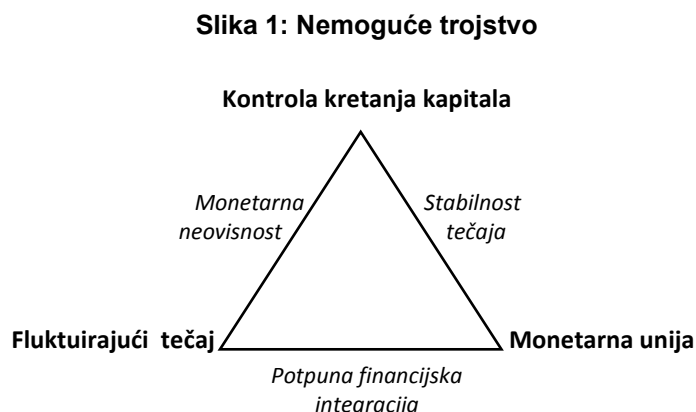 Slika 1: Nemoguće trojstvo
Kontrola kretanja kapitala
Monetarna
neovisnost
Stabilnost
tečaja
Fluktuirajući tečaj
Monetarna unija
Potpuna financijska
integracija